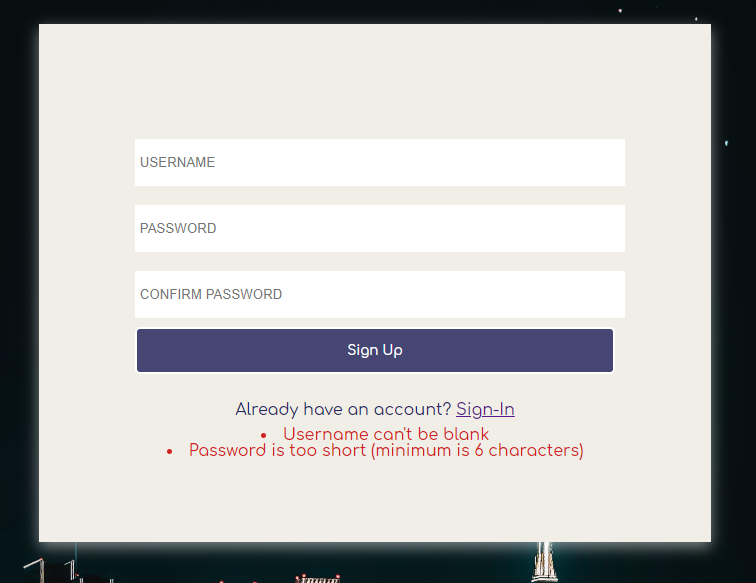 USERNAME
PASSWORD
CONFIRM PASSWORD
Sign Up
Already have an account? Sign-In
• Username can't be blank
• Password is too short (minimum is 6 characters)